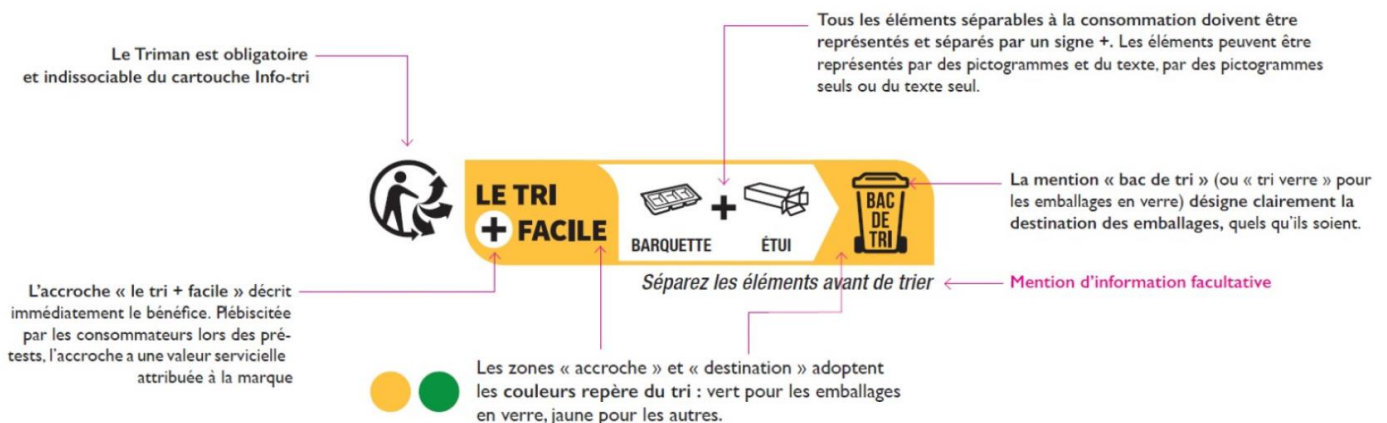 Le Triman est obligatoire
et indissociable du cartouche Info-tri
Tous les éléments séparables à la consommation doivent être
représentés et séparés par un signe +. Les éléments peuvent être
représentés par des pictogrammes et du texte, par des pictogrammes
seuls ou du texte seul.
LE TRI
+ FACILE
BARQUETTE
+
ÉTUI
BAC
DE
TRI
Séparez les éléments avant de trier
La mention « bac de tri » (ou « tri verre » pour
les emballages en verre) désigne clairement la
destination des emballages, quels qu'ils soient.
Mention d'information facultative
L'accroche « le tri + facile » décrit
immédiatement le bénéfice. Plébiscitée
par les consommateurs lors des pré-
tests, l'accroche a une valeur servicielle
attribuée à la marque
Les zones « accroche » et « destination » adoptent
les couleurs repère du tri : vert pour les emballages
en verre, jaune pour les autres.